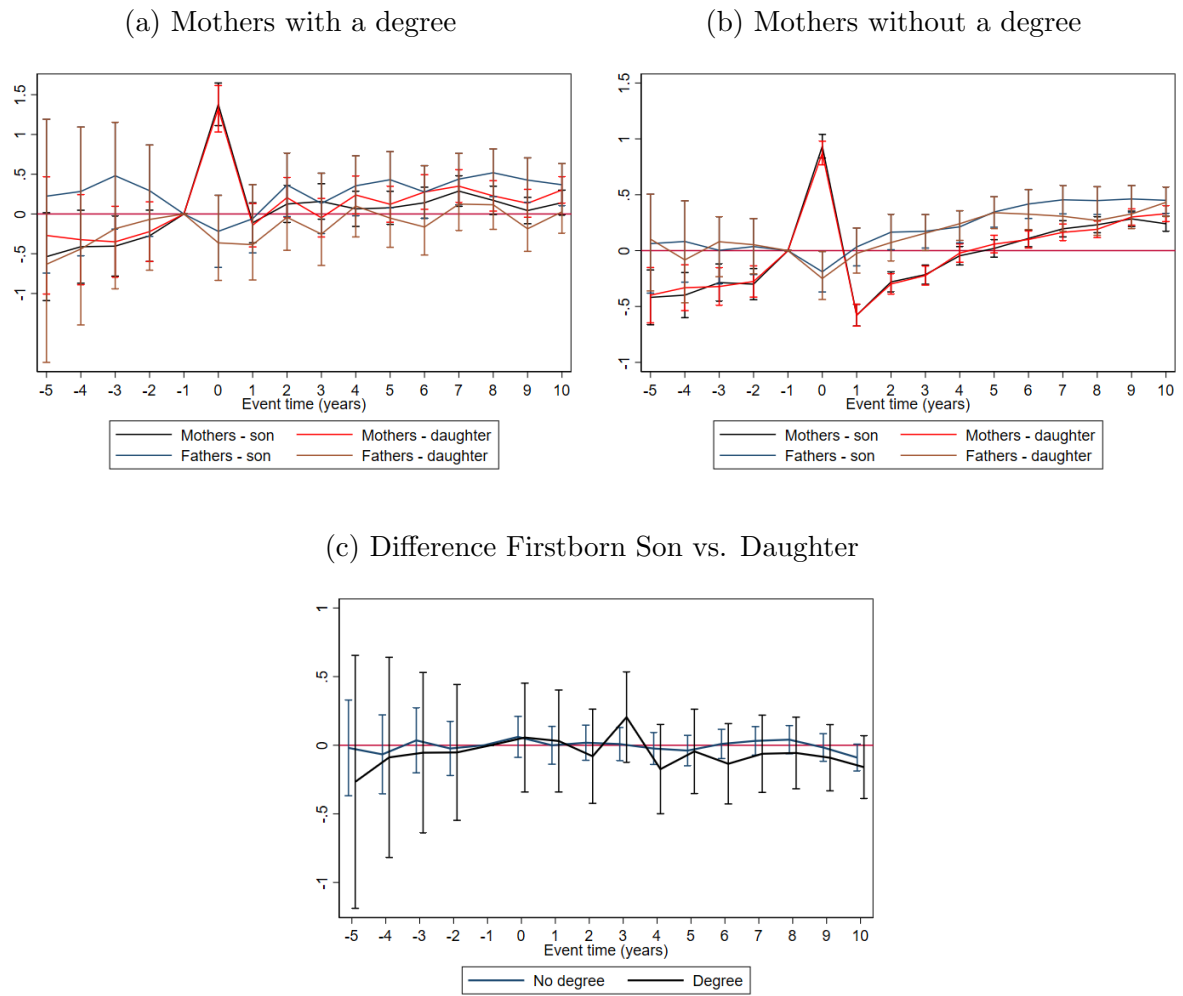 (a) Mothers with a degree
1.5
1
.5
0
-.5
-1
-5 -4 -3 -2 -1 0 1 2 3 4 5 6 7 8 9 10
Event time (years)
Mothers - son Mothers - daughter
Fathers - son Fathers - daughter
(b) Mothers without a degree
1.5
1
.5
0
-.5
-1
-5 -4 -3 -2 -1 0 1 2 3 4 5 6 7 8 9 10
Event time (years)
Mothers - son Mothers - daughter
Fathers - son Fathers - daughter
(c) Difference Firstborn Son vs. Daughter
1
.5
0
-.5
-1
-5 -4 -3 -2 -1 0 1 2 3 4 5 6 7 8 9 10
Event time (years)
No degree Degree